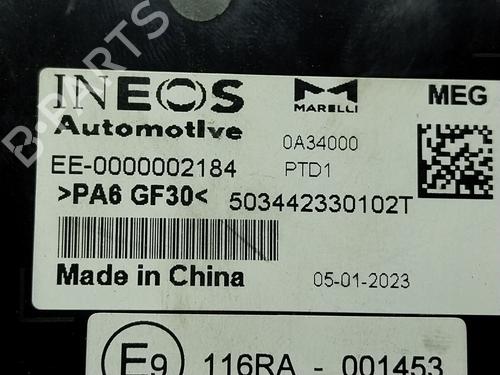 B-PARTS
INEOS
Automotive
MARELLI
MEG
0A34000
EE-0000002184
PTD1
>PA6 GF30<
503442330102T
Made in China
05-01-2023
E9
116RA - 001453